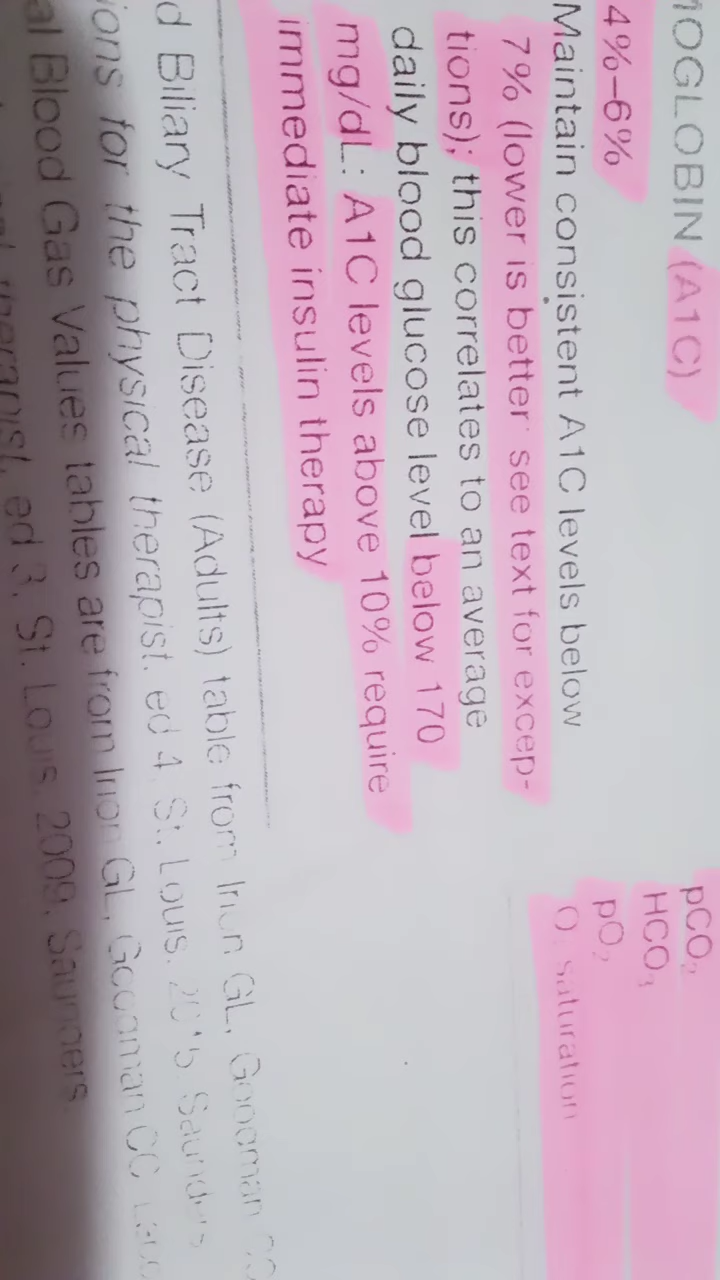 MOGLOBIN (A1C)
4%–6%
Maintain consistent A1C levels below
7% (lower is better; see text for excep-
tions); this correlates to an average
daily blood glucose level below 170
mg/dL: A1C levels above 10% require
immediate insulin therapy
pCO₂
HCO₃
pO₂
O₂ saturation
d Biliary Tract Disease (Adults) table from Irion GL, Goodman CC
ions for the physical therapist. ed 4, St. Louis, 2015, Saunders
al Blood Gas Values tables are from Irion GL, Goodman CC
therapist, ed 3, St. Louis, 2009, Saunders.